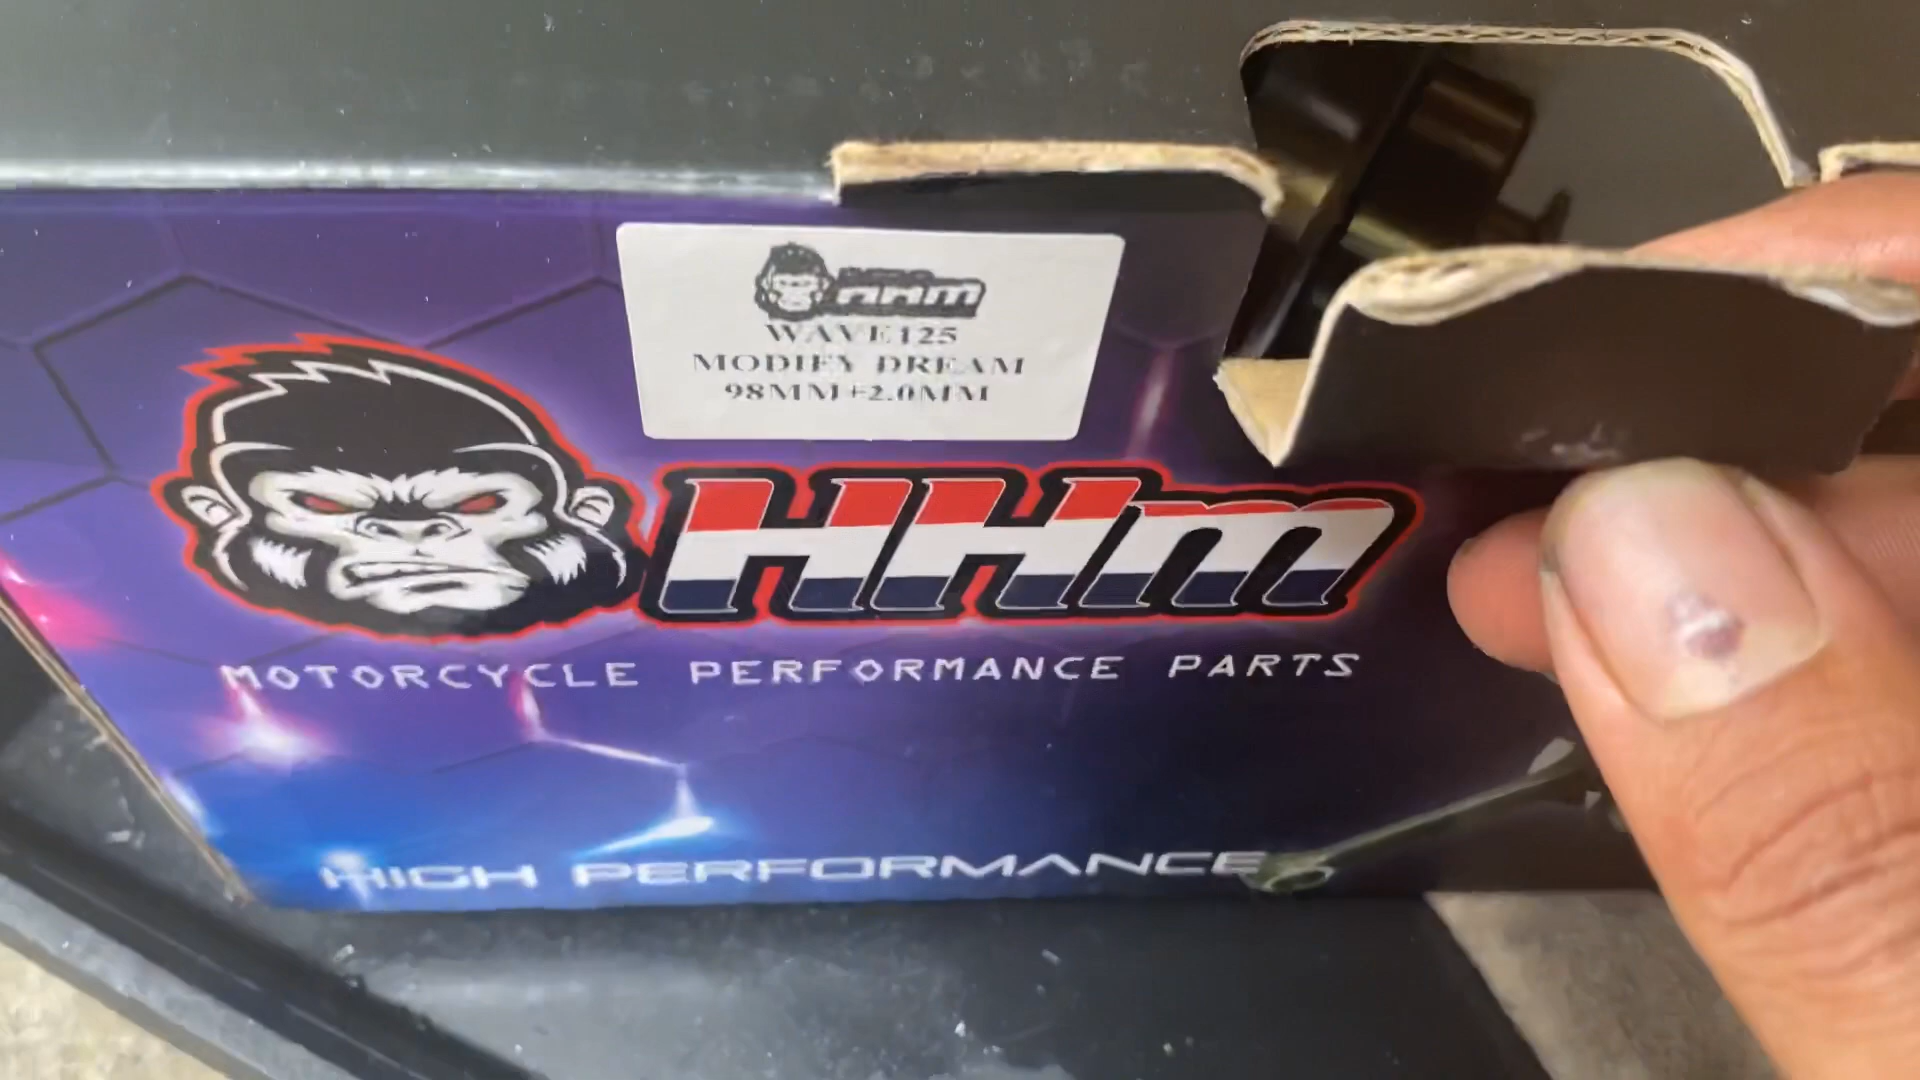 HHM
WAVE125
MODIFY DREAM
98MM+2.0MM
HHm
MOTORCYCLE PERFORMANCE PARTS
HIGH PERFORMANCE